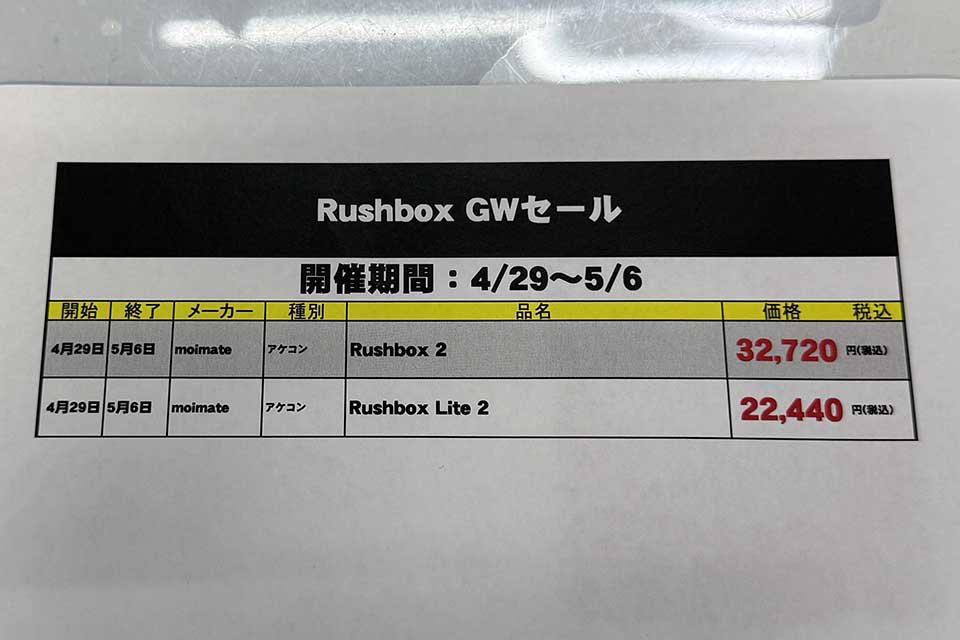 Rushbox GWセール
開催期間：4/29～5/6
開始 終了 メーカー 種別 品名 価格 税込
4月29日 5月6日 moimate アケコン Rushbox 2 32,720 円(税込)
4月29日 5月6日 moimate アケコン Rushbox Lite 2 22,440 円(税込)